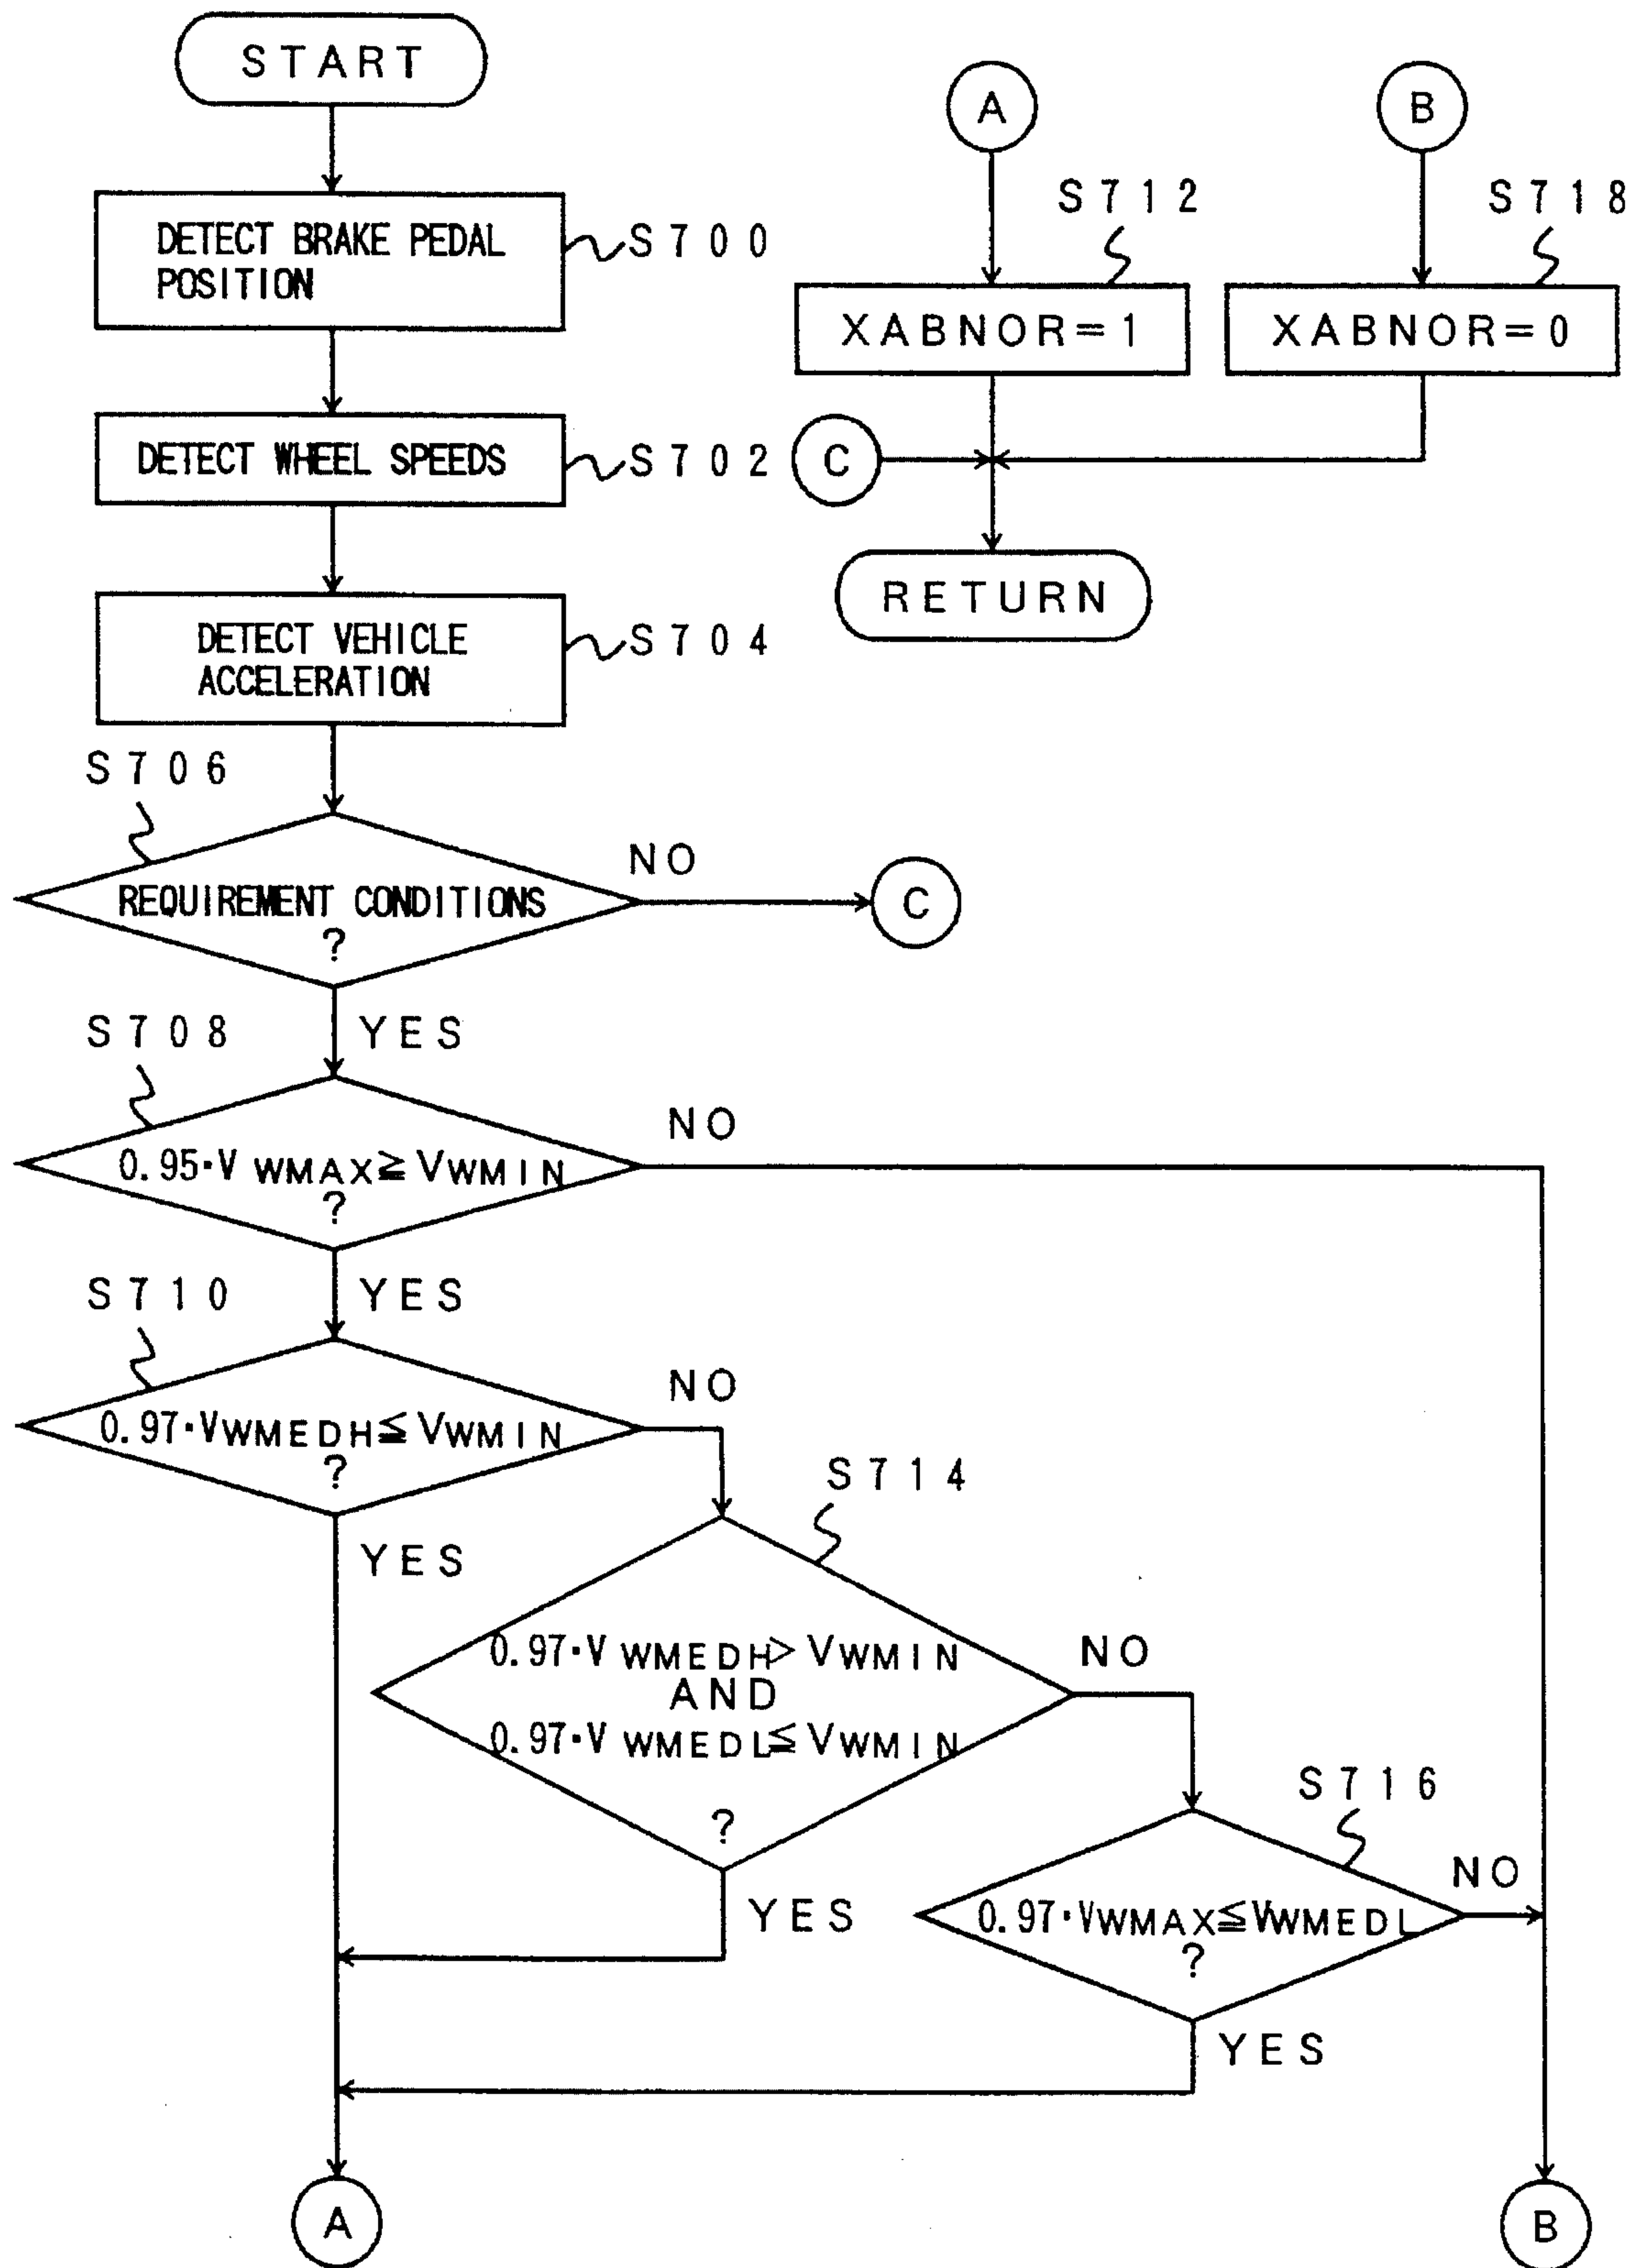 START
DETECT BRAKE PEDAL
POSITION
S700
DETECT WHEEL SPEEDS
S702
DETECT VEHICLE
ACCELERATION
S704
S706
REQUIREMENT CONDITIONS
?
NO
C
YES
S708
0.95·VWMAX≧VWMIN
?
NO
YES
S710
0.97·VWMEDH≦VWMIN
?
NO
YES
S714
0.97·VWMEDH>VWMIN
AND
0.97·VWMEDL≦VWMIN
?
NO
YES
S716
0.97·VWMAX≦VWMEDL
?
NO
YES
A
B
A
S712
XABNOR=1
B
S718
XABNOR=0
C
RETURN